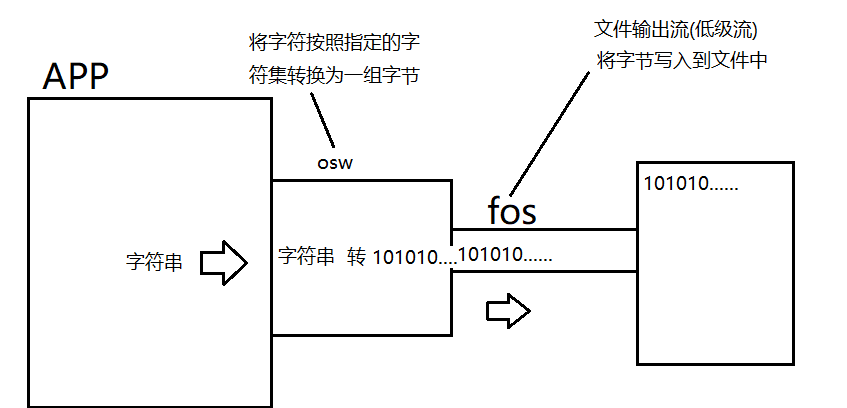 将字符按照指定的字
符集转换为一组字节
文件输出流(低级流)
将字节写入到文件中
APP
osw
fos
101010......
字符串
字符串 转 101010....
101010......